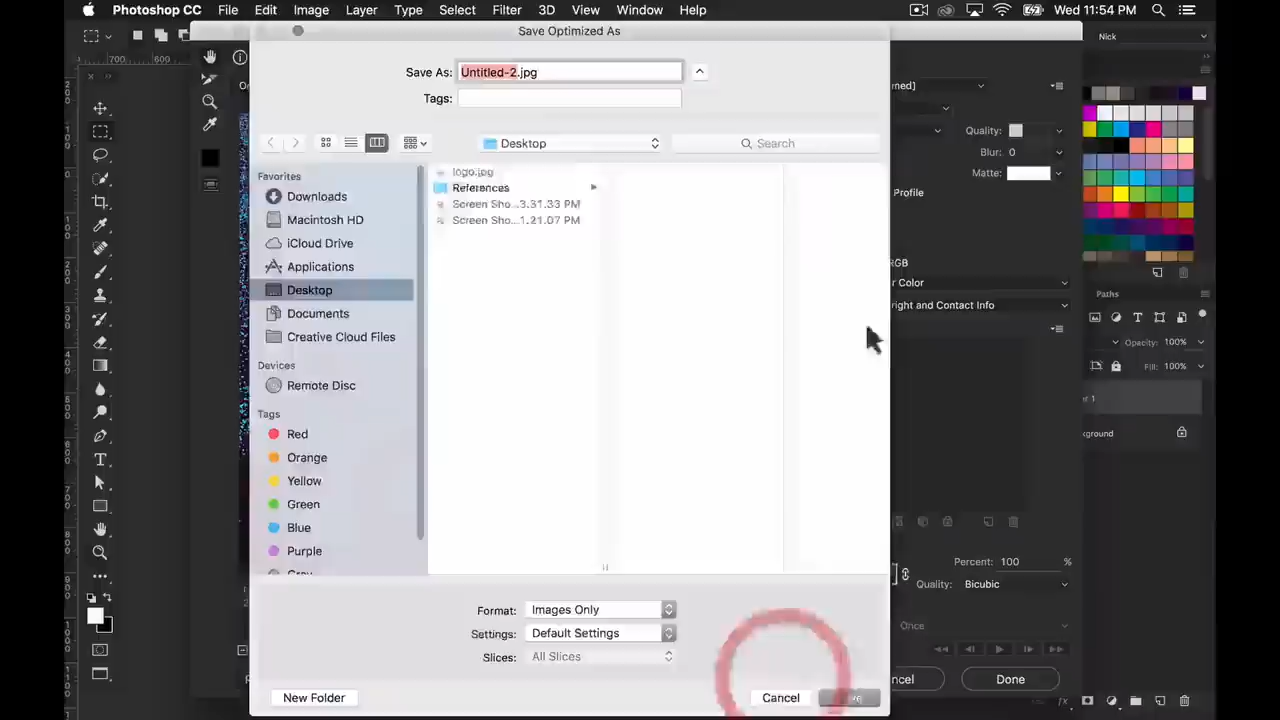 Photoshop CC File Edit Image Layer Type Select Filter 3D View Window Help Wed 11:54 PM
Save Optimized As
Nick
700 600
Save As: Untitled-2.jpg
Tags:
Desktop
Search
Quality:
Blur: 0
Matte:
Profile
Favorites
Downloads
Macintosh HD
iCloud Drive
Applications
Desktop
Documents
Creative Cloud Files
Devices
Remote Disc
Tags
Red
Orange
Yellow
Green
Blue
Purple
Gray
logo.jpg
References
Screen Sho...3.31.33 PM
Screen Sho...1.21.07 PM
RGB
r Color
right and Contact Info
Paths
Opacity: 100%
Fill: 100%
er 1
kground
Percent: 100 %
Quality: Bicubic
Once
Format: Images Only
Settings: Default Settings
Slices: All Slices
New Folder
Cancel
ncel
Done